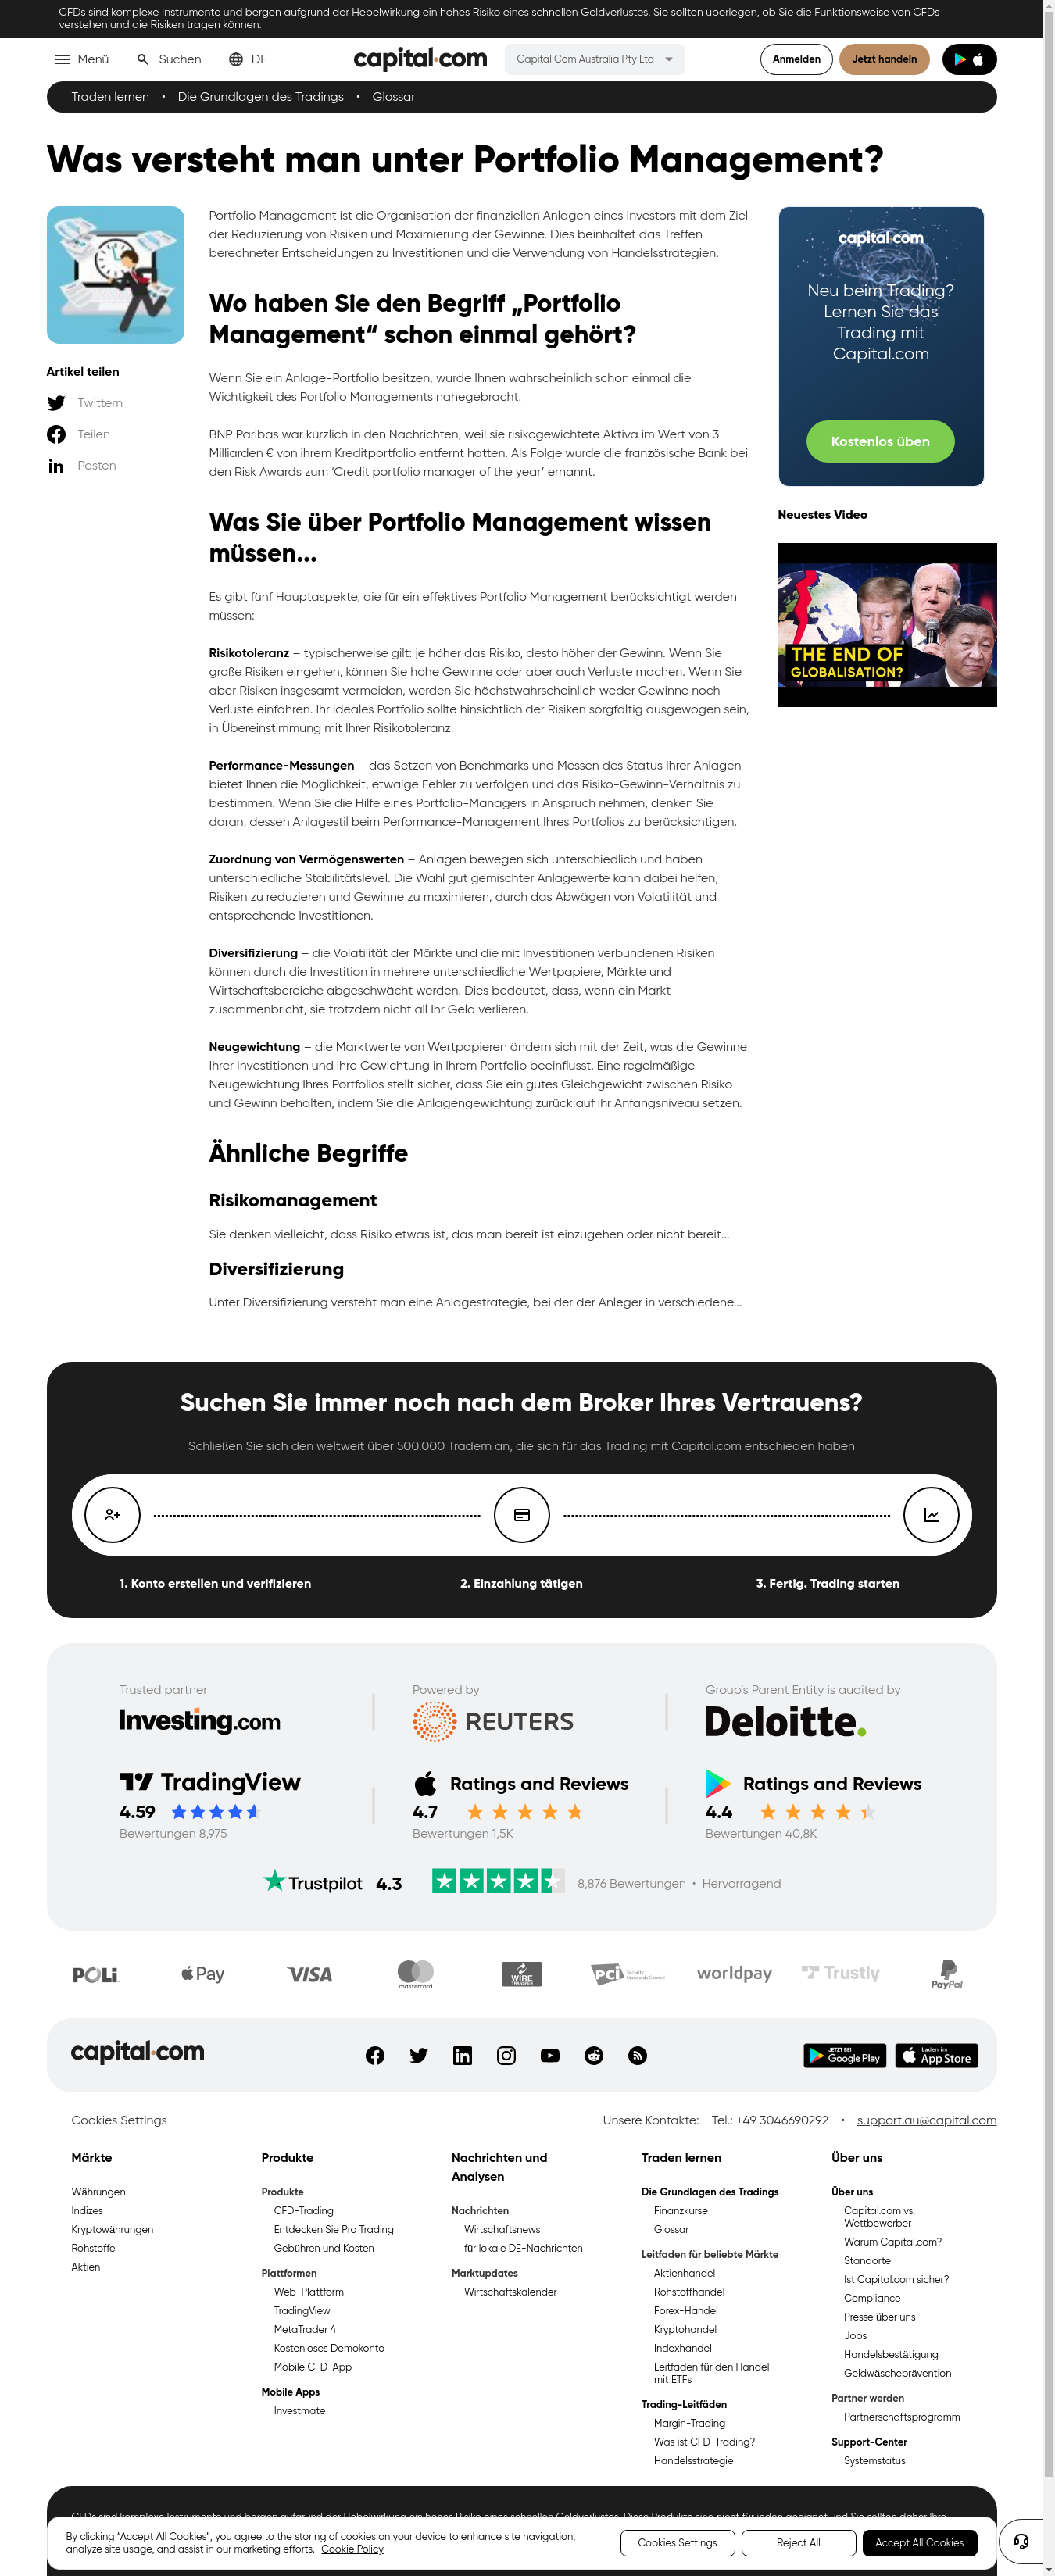 CFDs sind komplexe Instrumente und bergen aufgrund der Hebelwirkung ein hohes Risiko eines schnellen Geldverlustes. Sie sollten überlegen, ob Sie die Funktionsweise von CFDs
verstehen und die Risiken tragen können.
Menü Suchen DE capital.com Capital Com Australia Pty Ltd Anmelden Jetzt handeln
Traden lernen • Die Grundlagen des Tradings • Glossar
Was versteht man unter Portfolio Management?
Artikel teilen
Twittern
Teilen
Posten
Portfolio Management ist die Organisation der finanziellen Anlagen eines Investors mit dem Ziel
der Reduzierung von Risiken und Maximierung der Gewinne. Dies beinhaltet das Treffen
berechneter Entscheidungen zu Investitionen und die Verwendung von Handelsstrategien.
Wo haben Sie den Begriff „Portfolio
Management“ schon einmal gehört?
Wenn Sie ein Anlage-Portfolio besitzen, wurde Ihnen wahrscheinlich schon einmal die
Wichtigkeit des Portfolio Managements nahegebracht.
BNP Paribas war kürzlich in den Nachrichten, weil sie risikogewichtete Aktiva im Wert von 3
Milliarden € von ihrem Kreditportfolio entfernt hatten. Als Folge wurde die französische Bank bei
den Risk Awards zum ‘Credit portfolio manager of the year’ ernannt.
Was Sie über Portfolio Management wissen
müssen...
Es gibt fünf Hauptaspekte, die für ein effektives Portfolio Management berücksichtigt werden
müssen:
Risikotoleranz – typischerweise gilt: je höher das Risiko, desto höher der Gewinn. Wenn Sie
große Risiken eingehen, können Sie hohe Gewinne oder aber auch Verluste machen. Wenn Sie
aber Risiken insgesamt vermeiden, werden Sie höchstwahrscheinlich weder Gewinne noch
Verluste einfahren. Ihr ideales Portfolio sollte hinsichtlich der Risiken sorgfältig ausgewogen sein,
in Übereinstimmung mit Ihrer Risikotoleranz.
Performance-Messungen – das Setzen von Benchmarks und Messen des Status Ihrer Anlagen
bietet Ihnen die Möglichkeit, etwaige Fehler zu verfolgen und das Risiko-Gewinn-Verhältnis zu
bestimmen. Wenn Sie die Hilfe eines Portfolio-Managers in Anspruch nehmen, denken Sie
daran, dessen Anlagestil beim Performance-Management Ihres Portfolios zu berücksichtigen.
Zuordnung von Vermögenswerten – Anlagen bewegen sich unterschiedlich und haben
unterschiedliche Stabilitätslevel. Die Wahl gut gemischter Anlagewerte kann dabei helfen,
Risiken zu reduzieren und Gewinne zu maximieren, durch das Abwägen von Volatilität und
entsprechende Investitionen.
Diversifizierung – die Volatilität der Märkte und die mit Investitionen verbundenen Risiken
können durch die Investition in mehrere unterschiedliche Wertpapiere, Märkte und
Wirtschaftsbereiche abgeschwächt werden. Dies bedeutet, dass, wenn ein Markt
zusammenbricht, sie trotzdem nicht all Ihr Geld verlieren.
Neugewichtung – die Marktwerte von Wertpapieren ändern sich mit der Zeit, was die Gewinne
Ihrer Investitionen und ihre Gewichtung in Ihrem Portfolio beeinflusst. Eine regelmäßige
Neugewichtung Ihres Portfolios stellt sicher, dass Sie ein gutes Gleichgewicht zwischen Risiko
und Gewinn behalten, indem Sie die Anlagengewichtung zurück auf ihr Anfangsniveau setzen.
Ähnliche Begriffe
Risikomanagement
Sie denken vielleicht, dass Risiko etwas ist, das man bereit ist einzugehen oder nicht bereit...
Diversifizierung
Unter Diversifizierung versteht man eine Anlagestrategie, bei der der Anleger in verschiedene...
capital.com
Neu beim Trading?
Lernen Sie das
Trading mit
Capital.com
Kostenlos üben
Neuestes Video
THE END OF
GLOBALISATION?
Suchen Sie immer noch nach dem Broker Ihres Vertrauens?
Schließen Sie sich den weltweit über 500.000 Tradern an, die sich für das Trading mit Capital.com entschieden haben
1. Konto erstellen und verifizieren 2. Einzahlung tätigen 3. Fertig. Trading starten
Trusted partner Powered by Group's Parent Entity is audited by
Investing.com REUTERS Deloitte.
TradingView Ratings and Reviews Ratings and Reviews
4.59 4.7 4.4
Bewertungen 8,975 Bewertungen 1,5K Bewertungen 40,8K
Trustpilot 4.3 8,876 Bewertungen • Hervorragend
POLi Apple Pay VISA mastercard WIRE TRANSFER PCI Security Standards Council worldpay Trustly PayPal
capital.com JETZT BEI Google Play Laden im App Store
Cookies Settings Unsere Kontakte: Tel.: +49 3046690292 • support.au@capital.com
Märkte
Währungen
Indizes
Kryptowährungen
Rohstoffe
Aktien
Produkte
Produkte
CFD-Trading
Entdecken Sie Pro Trading
Gebühren und Kosten
Plattformen
Web-Plattform
TradingView
MetaTrader 4
Kostenloses Demokonto
Mobile CFD-App
Mobile Apps
Investmate
Nachrichten und
Analysen
Nachrichten
Wirtschaftsnews
für lokale DE-Nachrichten
Marktupdates
Wirtschaftskalender
Traden lernen
Die Grundlagen des Tradings
Finanzkurse
Glossar
Leitfaden für beliebte Märkte
Aktienhandel
Rohstoffhandel
Forex-Handel
Kryptohandel
Indexhandel
Leitfaden für den Handel
mit ETFs
Trading-Leitfäden
Margin-Trading
Was ist CFD-Trading?
Handelsstrategie
Über uns
Über uns
Capital.com vs.
Wettbewerber
Warum Capital.com?
Standorte
Ist Capital.com sicher?
Compliance
Presse über uns
Jobs
Handelsbestätigung
Geldwäscheprävention
Partner werden
Partnerschaftsprogramm
Support-Center
Systemstatus
By clicking “Accept All Cookies”, you agree to the storing of cookies on your device to enhance site navigation,
analyze site usage, and assist in our marketing efforts. Cookie Policy
Cookies Settings Reject All Accept All Cookies